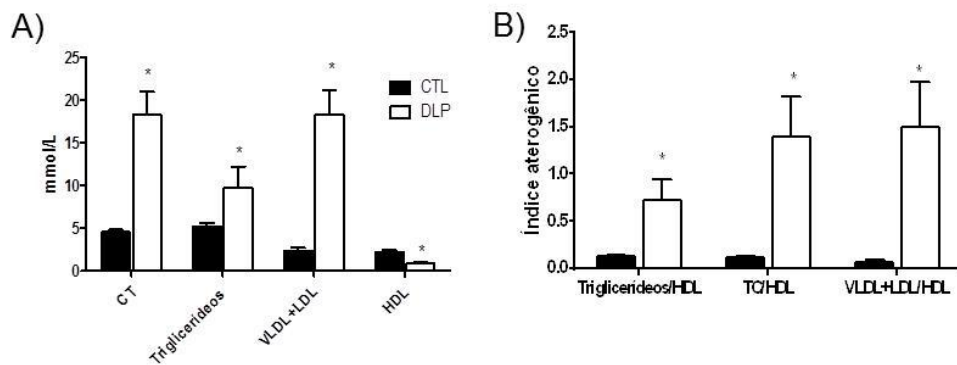 A)
mmol/L
25
20
15
10
5
0
*
*
*
*
CTL
DLP
CT
Triglicerídeos
VLDL+LDL
HDL
B)
Índice aterogênico
2.5
2.0
1.5
1.0
0.5
0.0
*
*
*
Triglicerídeos/HDL
TC/HDL
VLDL+LDL/HDL